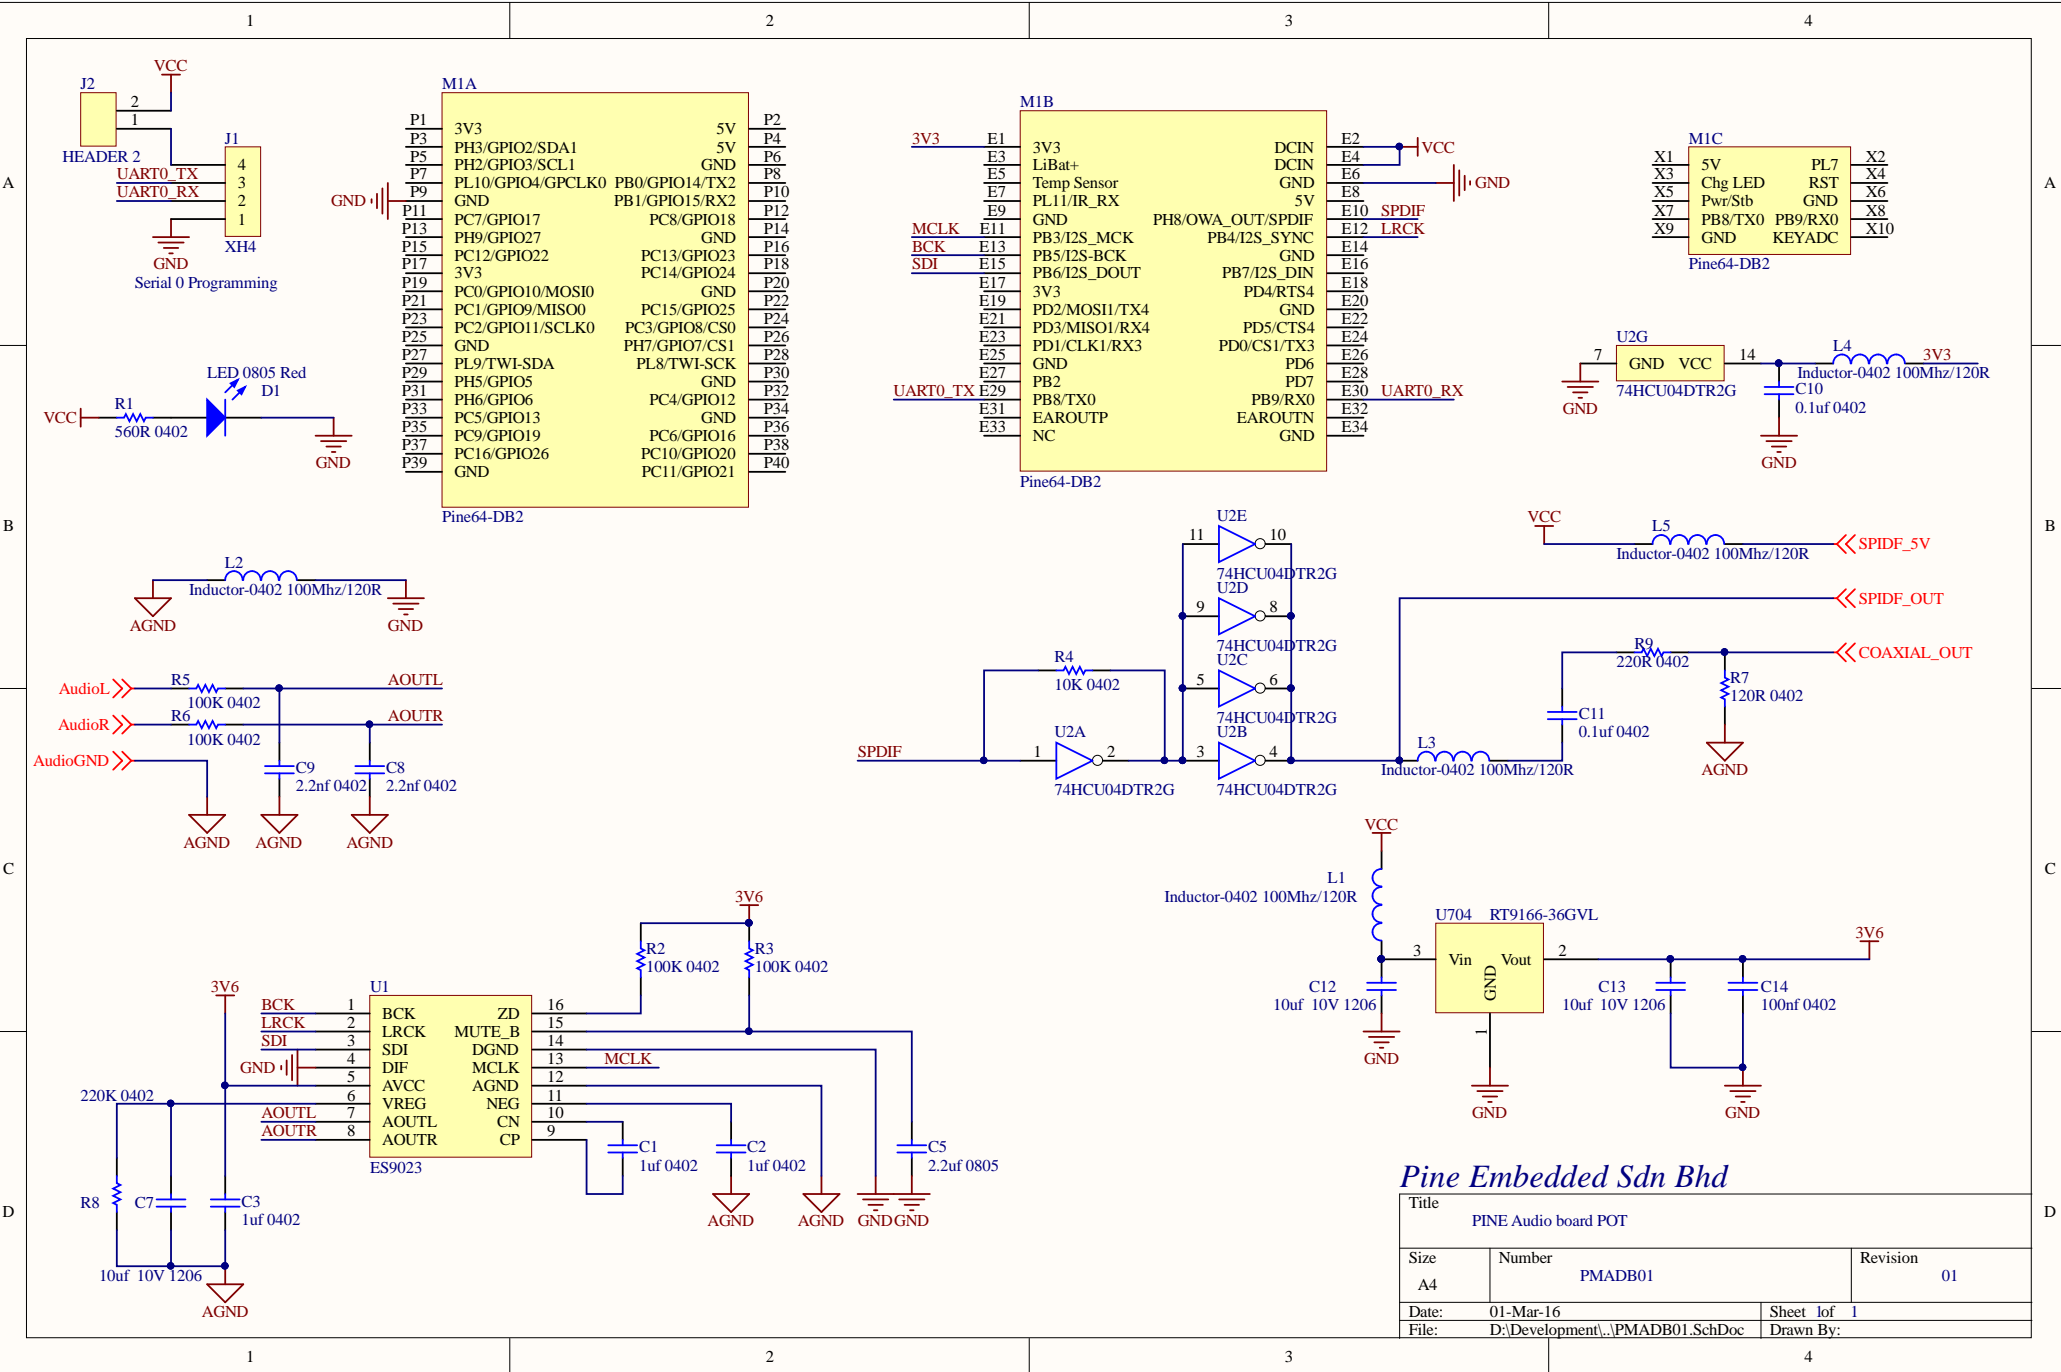 1 2 3 4
VCC
J2
2
1
HEADER 2
J1
UART0_TX
UART0_RX
4
3
2
1
XH4
GND
Serial 0 Programming
M1A
P1 3V3 5V P2
P3 PH3/GPIO2/SDA1 5V P4
P5 PH2/GPIO3/SCL1 GND P6
P7 PL10/GPIO4/GPCLK0 PB0/GPIO14/TX2 P8
GND P9 GND PB1/GPIO15/RX2 P10
P11 PC7/GPIO17 PC8/GPIO18 P12
P13 PH9/GPIO27 GND P14
P15 PC12/GPIO22 PC13/GPIO23 P16
P17 3V3 PC14/GPIO24 P18
P19 PC0/GPIO10/MOSI0 GND P20
P21 PC1/GPIO9/MISO0 PC15/GPIO25 P22
P23 PC2/GPIO11/SCLK0 PC3/GPIO8/CS0 P24
P25 GND PH7/GPIO7/CS1 P26
P27 PL9/TWI-SDA PL8/TWI-SCK P28
P29 PH5/GPIO5 GND P30
P31 PH6/GPIO6 PC4/GPIO12 P32
P33 PC5/GPIO13 GND P34
P35 PC9/GPIO19 PC6/GPIO16 P36
P37 PC16/GPIO26 PC10/GPIO20 P38
P39 GND PC11/GPIO21 P40
Pine64-DB2
M1B
3V3 E1 3V3 DCIN E2 VCC
E3 LiBat+ DCIN E4
E5 Temp Sensor GND E6 GND
E7 PL11/IR_RX 5V E8
E9 GND PH8/OWA_OUT/SPDIF E10 SPDIF
MCLK E11 PB3/I2S_MCK PB4/I2S_SYNC E12 LRCK
BCK E13 PB5/I2S-BCK GND E14
SDI E15 PB6/I2S_DOUT PB7/I2S_DIN E16
E17 3V3 PD4/RTS4 E18
E19 PD2/MOSI1/TX4 GND E20
E21 PD3/MISO1/RX4 PD5/CTS4 E22
E23 PD1/CLK1/RX3 PD0/CS1/TX3 E24
E25 GND PD6 E26
E27 PB2 PD7 E28
UART0_TX E29 PB8/TX0 PB9/RX0 E30 UART0_RX
E31 EAROUTP EAROUTN E32
E33 NC GND E34
Pine64-DB2
M1C
X1 5V PL7 X2
X3 Chg LED RST X4
X5 Pwr/Stb GND X6
X7 PB8/TX0 PB9/RX0 X8
X9 GND KEYADC X10
Pine64-DB2
A A
U2G
7 GND VCC 14
74HCU04DTR2G
GND
L4
3V3
Inductor-0402 100Mhz/120R
C10
0.1uf 0402
GND
LED 0805 Red
D1
VCC
R1
560R 0402
GND
B B
L2
Inductor-0402 100Mhz/120R
AGND
GND
VCC
L5
Inductor-0402 100Mhz/120R
SPIDF_5V
SPIDF_OUT
COAXIAL_OUT
R9
220R 0402
R7
120R 0402
AGND
C11
0.1uf 0402
L3
Inductor-0402 100Mhz/120R
U2E
11 10
74HCU04DTR2G
U2D
9 8
74HCU04DTR2G
U2C
5 6
74HCU04DTR2G
U2B
3 4
74HCU04DTR2G
R4
10K 0402
U2A
SPDIF
1 2
74HCU04DTR2G
AudioL R5 AOUTL
100K 0402
AudioR R6 AOUTR
100K 0402
AudioGND
C9
2.2nf 0402
C8
2.2nf 0402
AGND AGND AGND
C C
VCC
L1
Inductor-0402 100Mhz/120R
U704 RT9166-36GVL
3 Vin Vout 2
GND
1
3V6
C12
10uf 10V 1206
C13
10uf 10V 1206
C14
100nf 0402
GND
GND
GND
3V6
R2
100K 0402
R3
100K 0402
3V6
U1
BCK 1 BCK ZD 16
LRCK 2 LRCK MUTE_B 15
SDI 3 SDI DGND 14
GND 4 DIF MCLK 13 MCLK
5 AVCC AGND 12
6 VREG NEG 11
AOUTL 7 AOUTL CN 10
AOUTR 8 AOUTR CP 9
ES9023
220K 0402
R8
C7
C3
1uf 0402
10uf 10V 1206
AGND
C1
1uf 0402
C2
1uf 0402
C5
2.2uf 0805
AGND AGND GND GND
D D
Pine Embedded Sdn Bhd
Title
PINE Audio board POT
Size Number Revision
A4 PMADB01 01
Date: 01-Mar-16 Sheet 1of 1
File: D:\Development\..\PMADB01.SchDoc Drawn By:
1 2 3 4